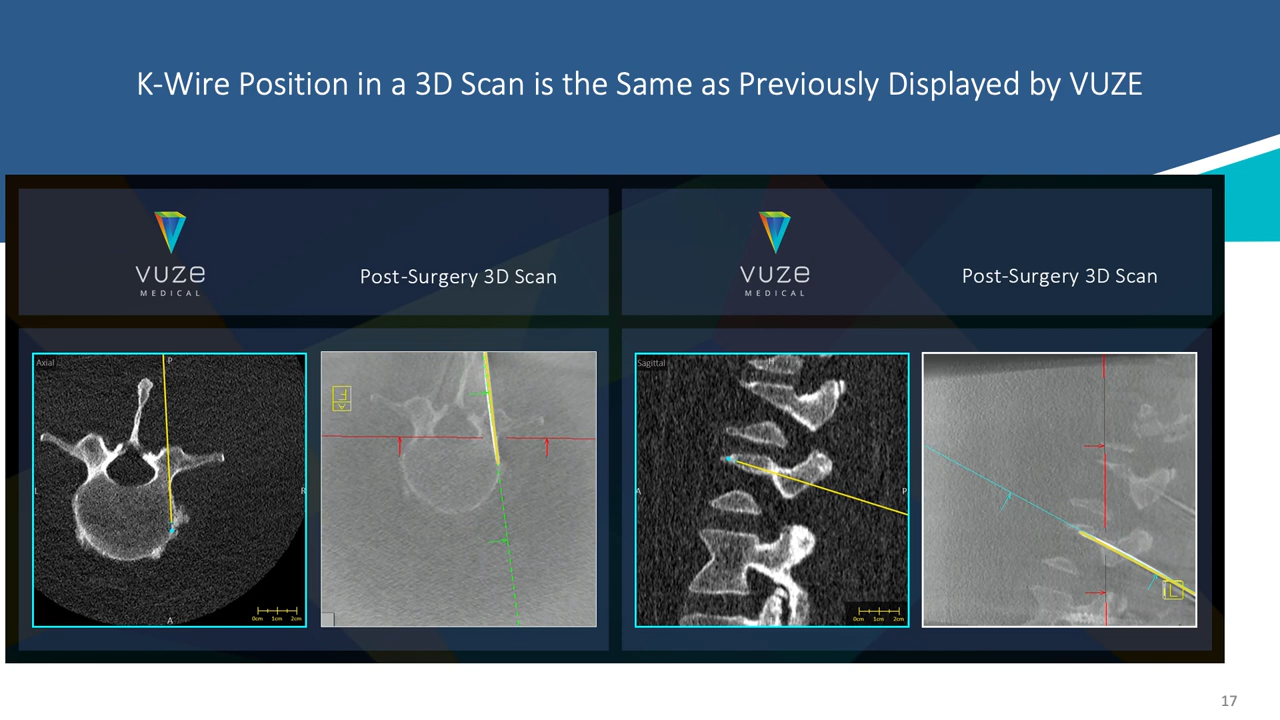 K-Wire Position in a 3D Scan is the Same as Previously Displayed by VUZE
VUZE
MEDICAL
Post-Surgery 3D Scan
VUZE
MEDICAL
Post-Surgery 3D Scan
Axial
P
L
R
A
0cm 1cm 2cm
Sagittal
H
A
P
0cm 1cm 2cm
L
17